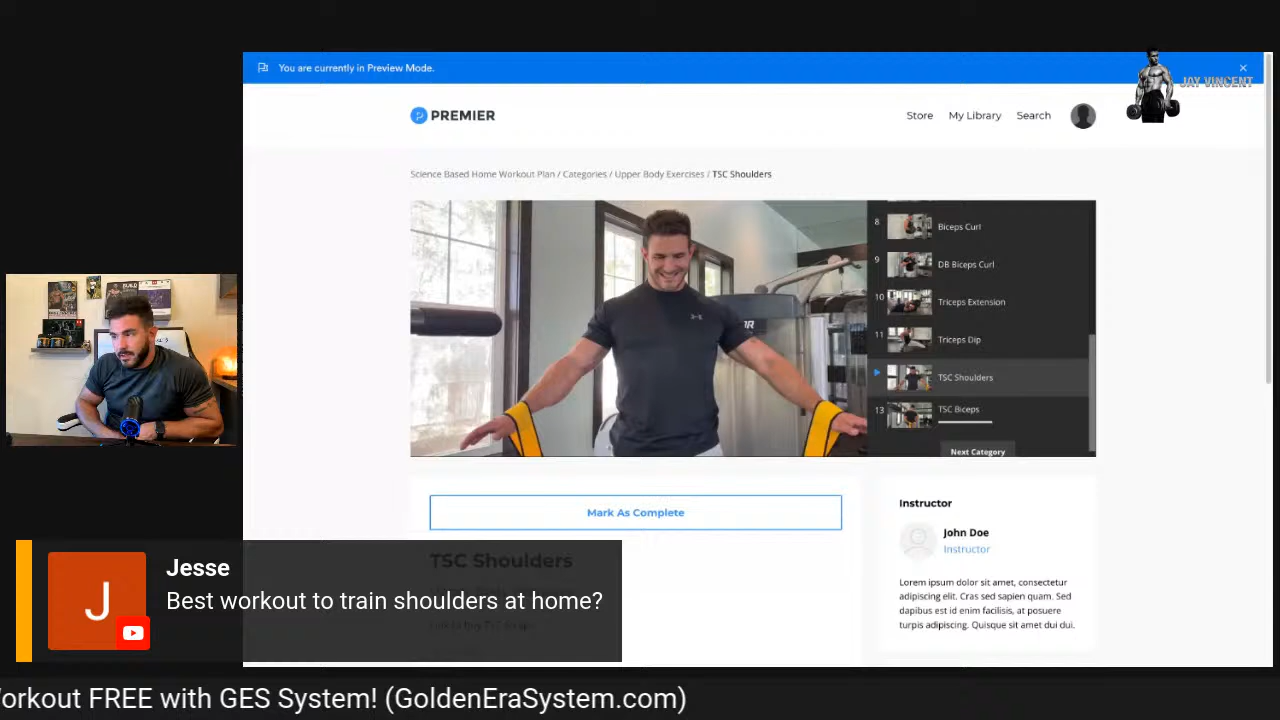 You are currently in Preview Mode.
JAY VINCENT
PREMIER
Store
My Library
Search
Science Based Home Workout Plan / Categories / Upper Body Exercises / TSC Shoulders
8
Biceps Curl
9
DB Biceps Curl
10
Triceps Extension
11
Triceps Dip
TSC Shoulders
13
TSC Biceps
Next Category
Mark As Complete
TSC Shoulders
Instructor
John Doe
Instructor
Lorem ipsum dolor sit amet, consectetur
adipiscing elit. Cras sed sapien quam. Sed
dapibus est id enim facilisis, at posuere
turpis adipiscing. Quisque sit amet dui dui.
J
Jesse
Best workout to train shoulders at home?
Workout FREE with GES System! (GoldenEraSystem.com)